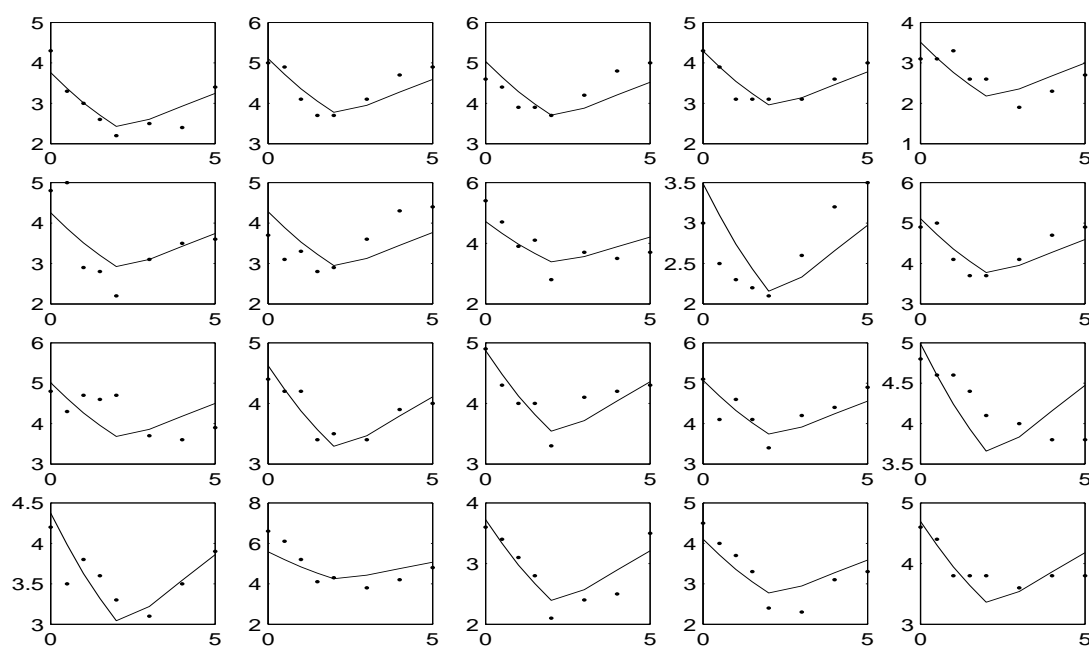 5 6 6 5 4
4 5 5 4 3
3 4 4 3 2
2 3 3 2 1
0 5 0 5 0 5 0 5 0 5
5 5 6 3.5 6
5
4 4 3 5
4
3 3 2.5 4
3
2 2 2 2 3
0 5 0 5 0 5 0 5 0 5
6 5 5 6 5
5 5 4.5
4 4
4 4 4
3 3 3 3 3.5
0 5 0 5 0 5 0 5 0 5
4.5 8 4 5 5
4 6 4 4
3
3.5 4 3 3
3 2 2 2 2
0 5 0 5 0 5 0 5 0 5